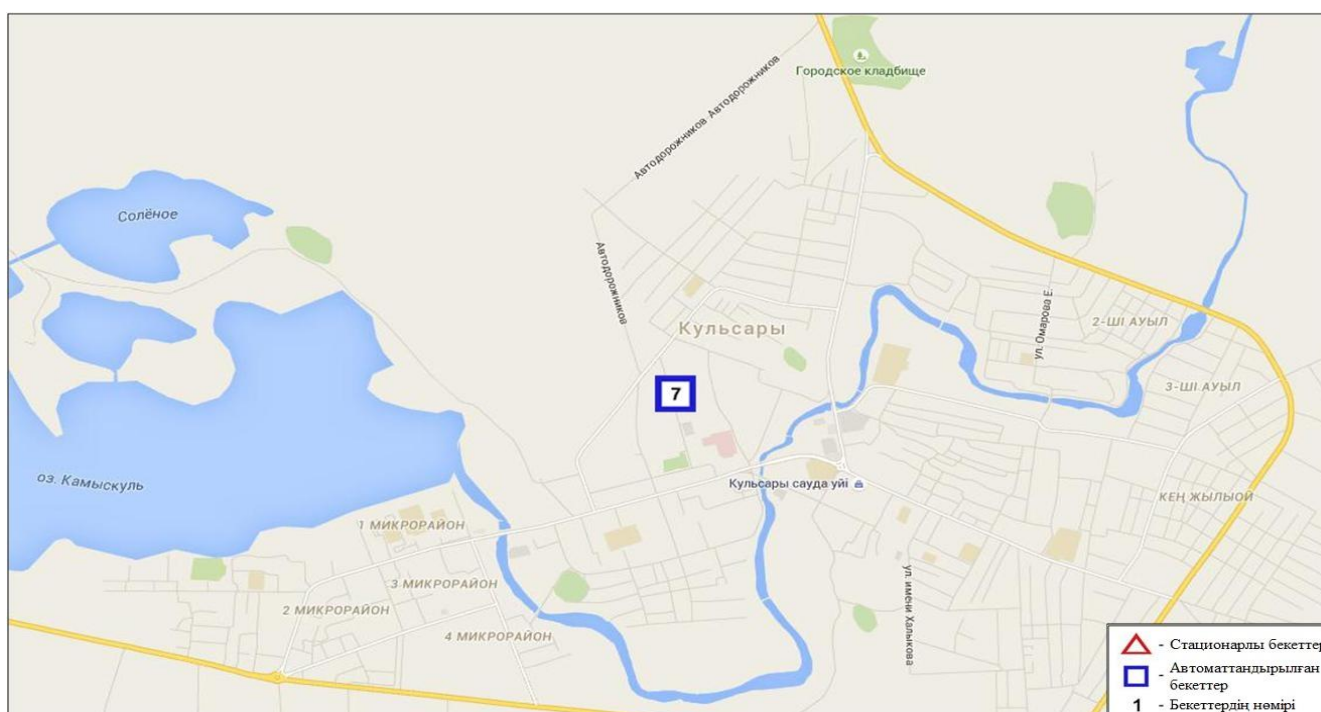 Городское кладбище
Автодорожников Автодорожников
Солёное
Автодорожников
Кульсары
ул. Омарова Е.
2-ШІ АУЫЛ
3-ШІ АУЫЛ
7
оз. Камыскуль
Кульсары сауда уйі
КЕҢ ЖЫЛЫОЙ
1 МИКРОРАЙОН
3 МИКРОРАЙОН
2 МИКРОРАЙОН
4 МИКРОРАЙОН
ул. имени Халыкова
- Стационарлы бекеттер
- Автоматтандырылған
бекеттер
1 - Бекеттердің нөмірі